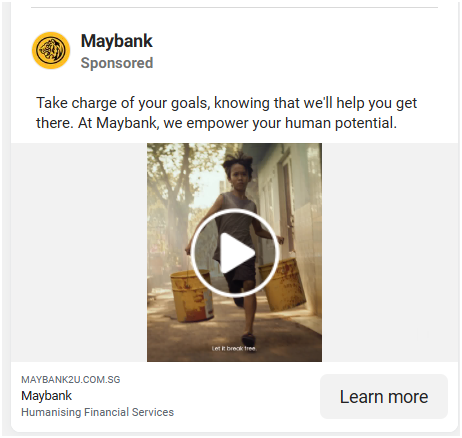 Maybank
Sponsored
Take charge of your goals, knowing that we'll help you get
there. At Maybank, we empower your human potential.
Let it break free.
MAYBANK2U.COM.SG
Maybank
Humanising Financial Services
Learn more